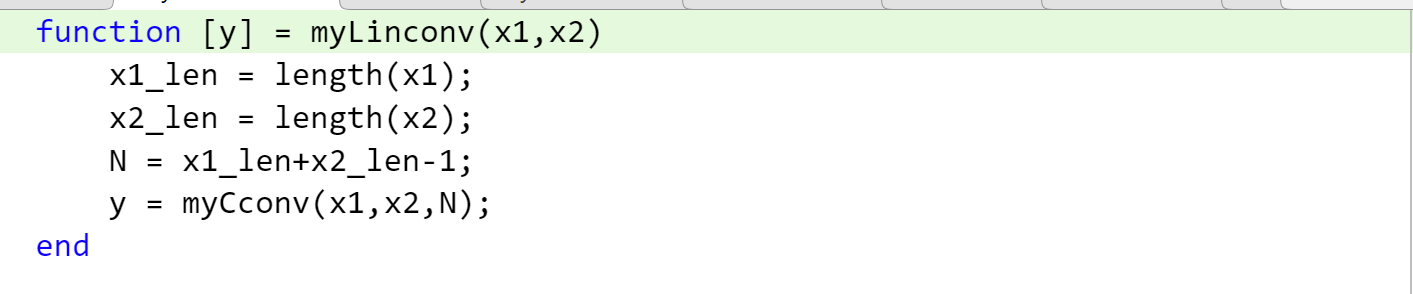 function [y] = myLinconv(x1,x2)
x1_len = length(x1);
x2_len = length(x2);
N = x1_len+x2_len-1;
y = myCconv(x1,x2,N);
end